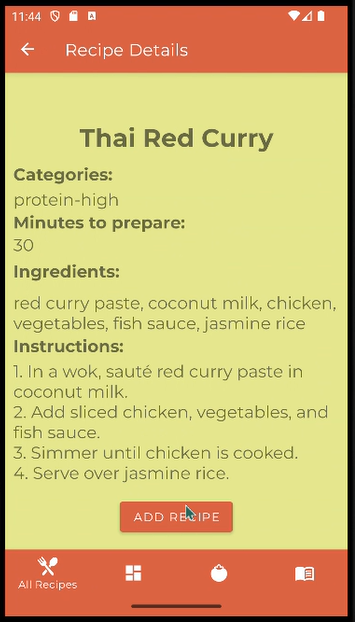 11:44
Recipe Details
Thai Red Curry
Categories:
protein-high
Minutes to prepare:
30
Ingredients:
red curry paste, coconut milk, chicken,
vegetables, fish sauce, jasmine rice
Instructions:
1. In a wok, sauté red curry paste in
coconut milk.
2. Add sliced chicken, vegetables, and
fish sauce.
3. Simmer until chicken is cooked.
4. Serve over jasmine rice.
ADD RECIPE
All Recipes